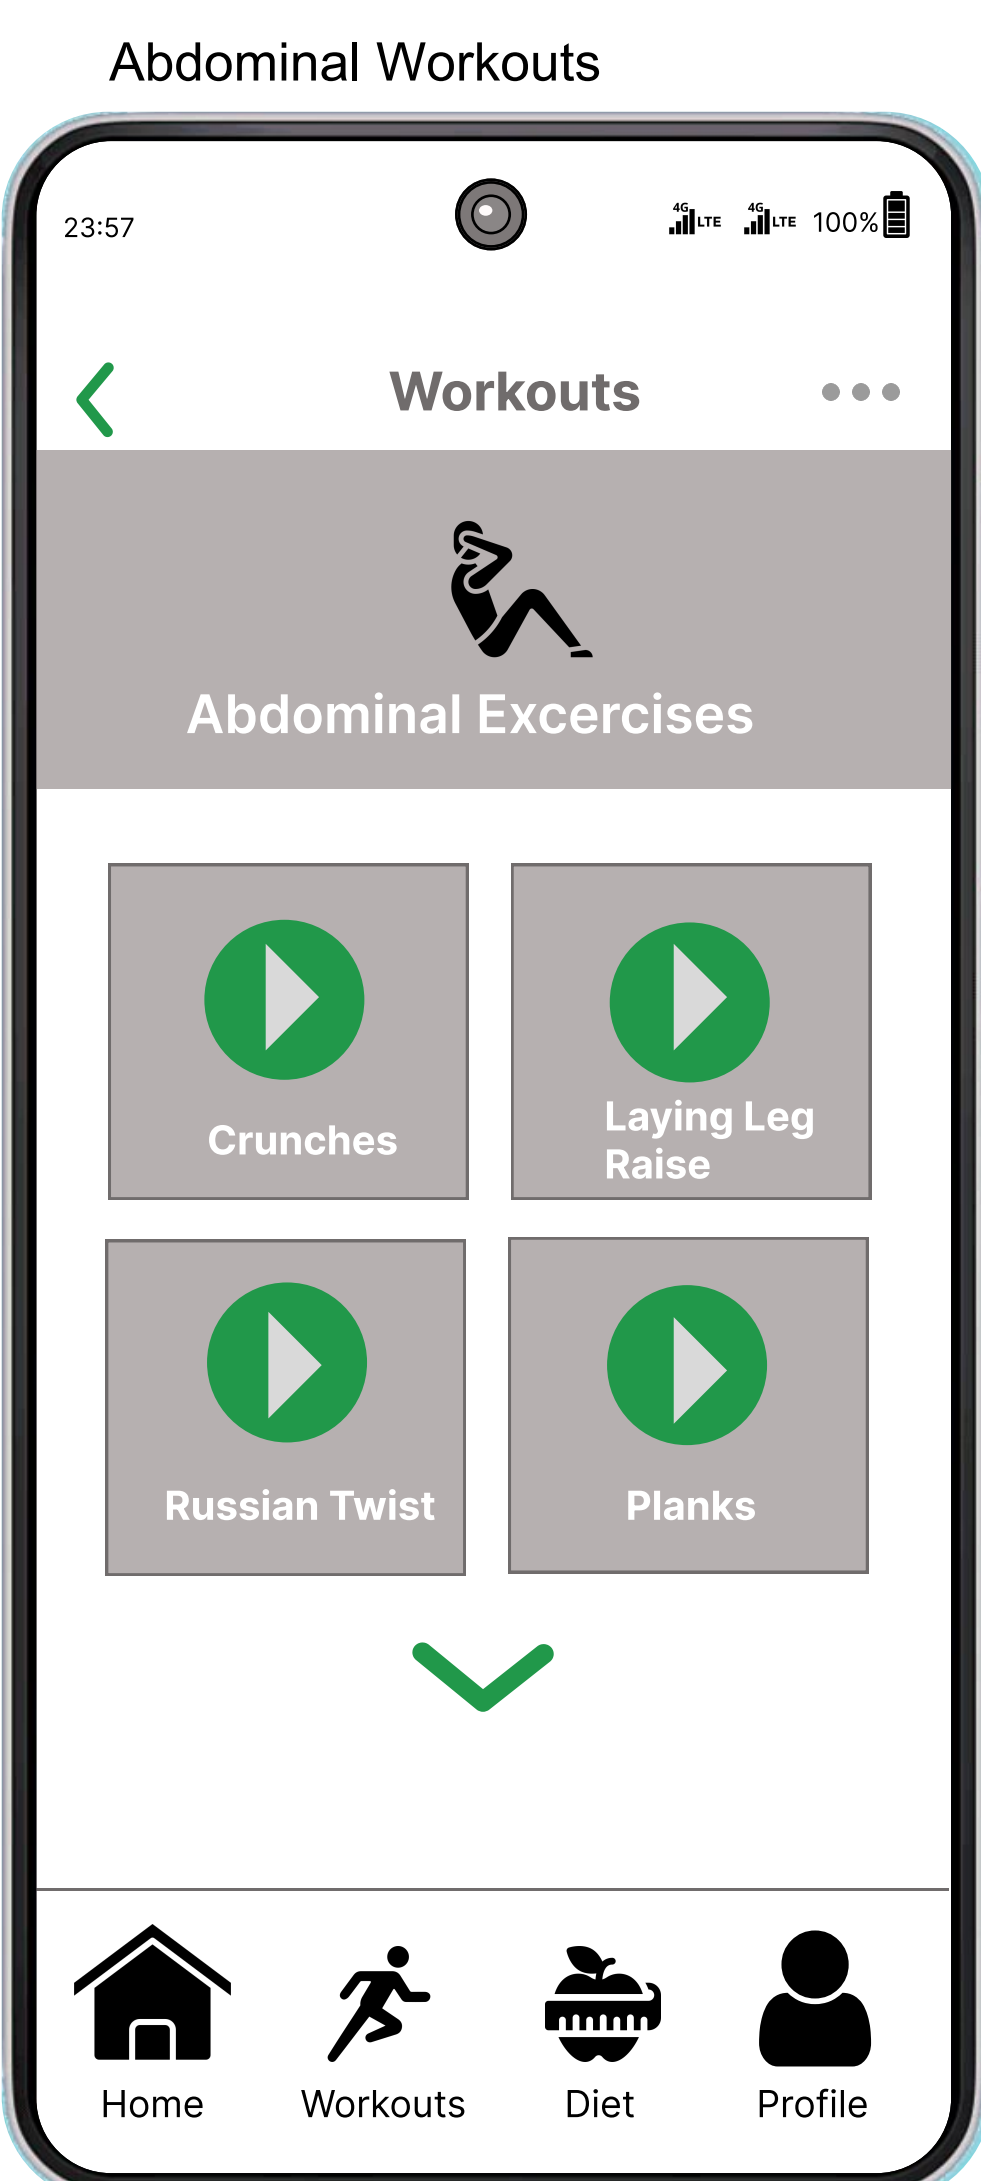 Abdominal Workouts
23:57
4G LTE 4G LTE 100%
Workouts
Abdominal Excercises
Crunches
Laying Leg
Raise
Russian Twist
Planks
Home Workouts Diet Profile